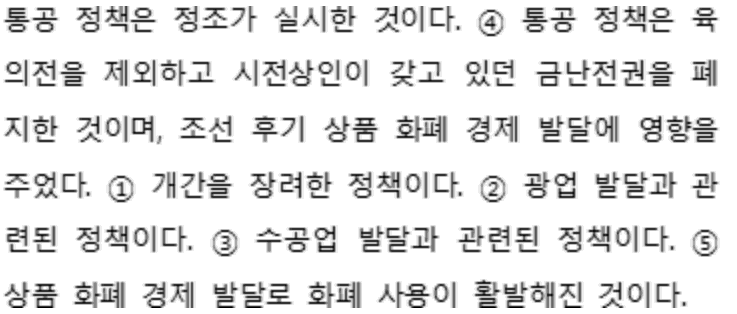 통공 정책은 정조가 실시한 것이다. ④ 통공 정책은 육
의전을 제외하고 시전상인이 갖고 있던 금난전권을 폐
지한 것이며, 조선 후기 상품 화폐 경제 발달에 영향을
주었다. ① 개간을 장려한 정책이다. ② 광업 발달과 관
련된 정책이다. ③ 수공업 발달과 관련된 정책이다. ⑤
상품 화폐 경제 발달로 화폐 사용이 활발해진 것이다.